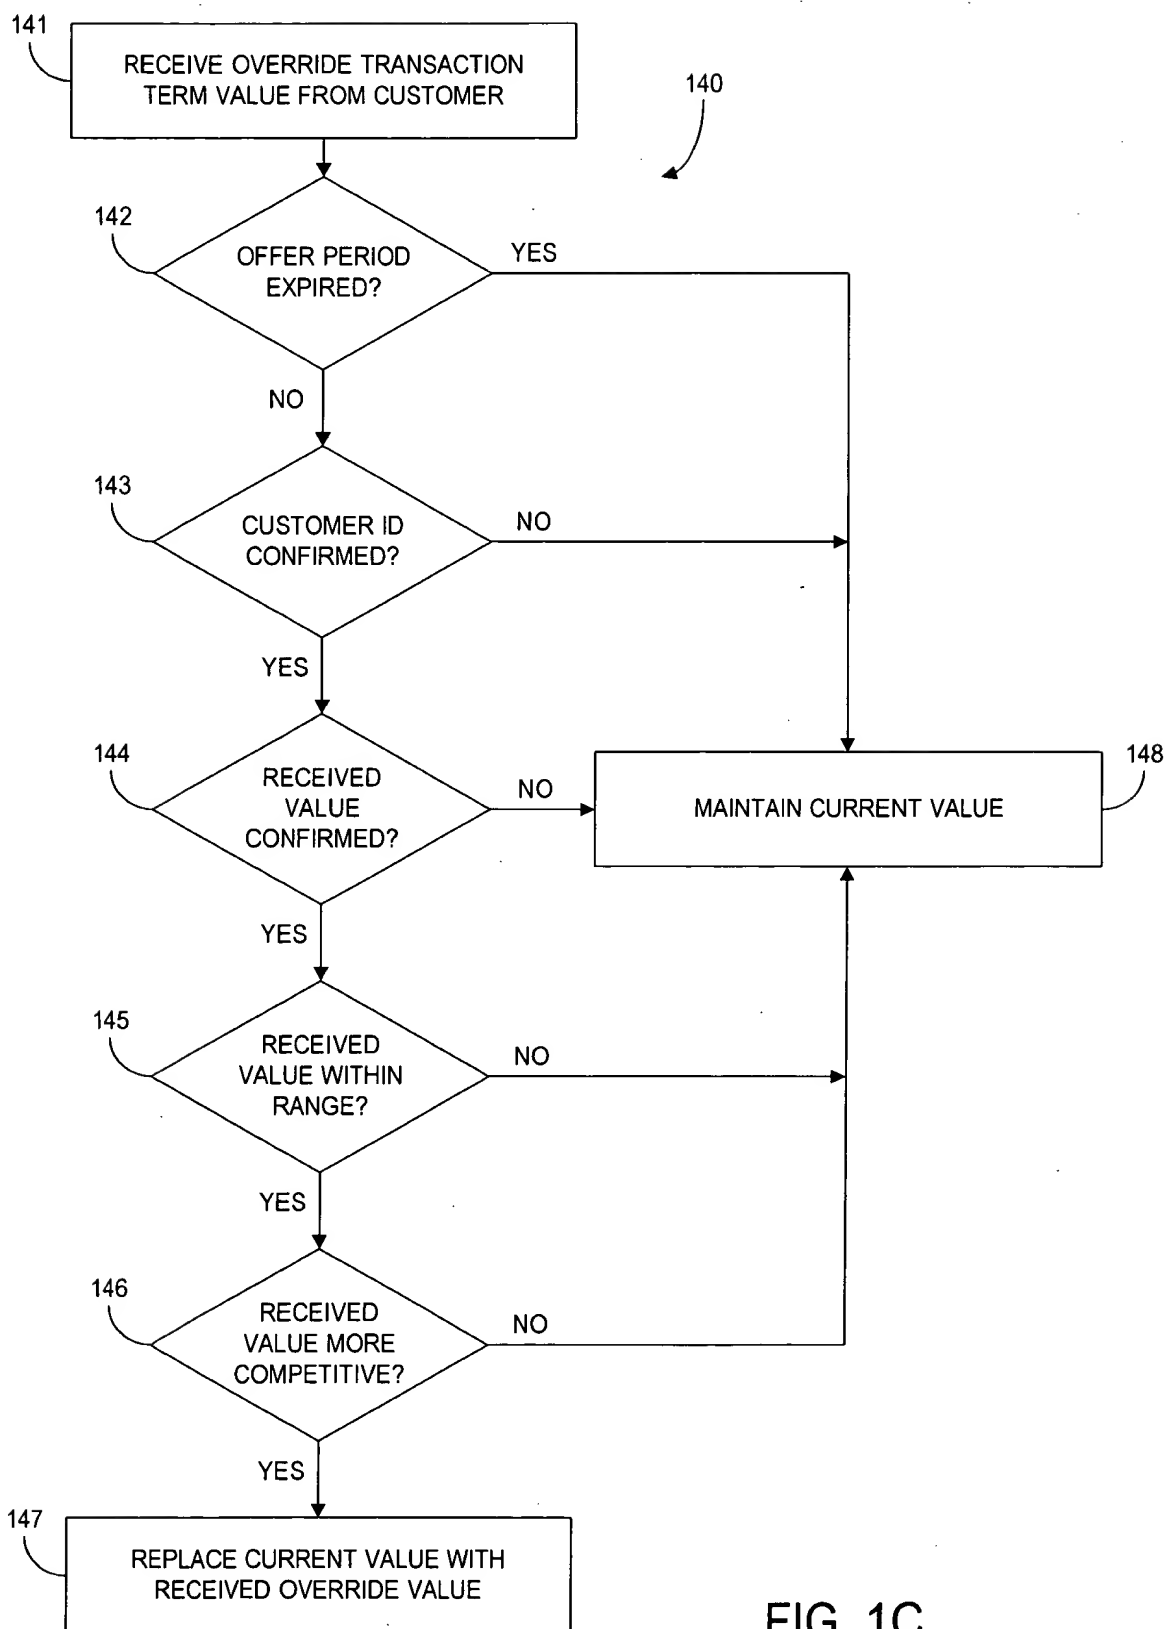 141
RECEIVE OVERRIDE TRANSACTION
TERM VALUE FROM CUSTOMER
140
142
OFFER PERIOD
EXPIRED?
YES
NO
143
CUSTOMER ID
CONFIRMED?
NO
YES
144
RECEIVED
VALUE
CONFIRMED?
NO
MAINTAIN CURRENT VALUE
148
YES
145
RECEIVED
VALUE WITHIN
RANGE?
NO
YES
146
RECEIVED
VALUE MORE
COMPETITIVE?
NO
YES
147
REPLACE CURRENT VALUE WITH
RECEIVED OVERRIDE VALUE
FIG. 1C